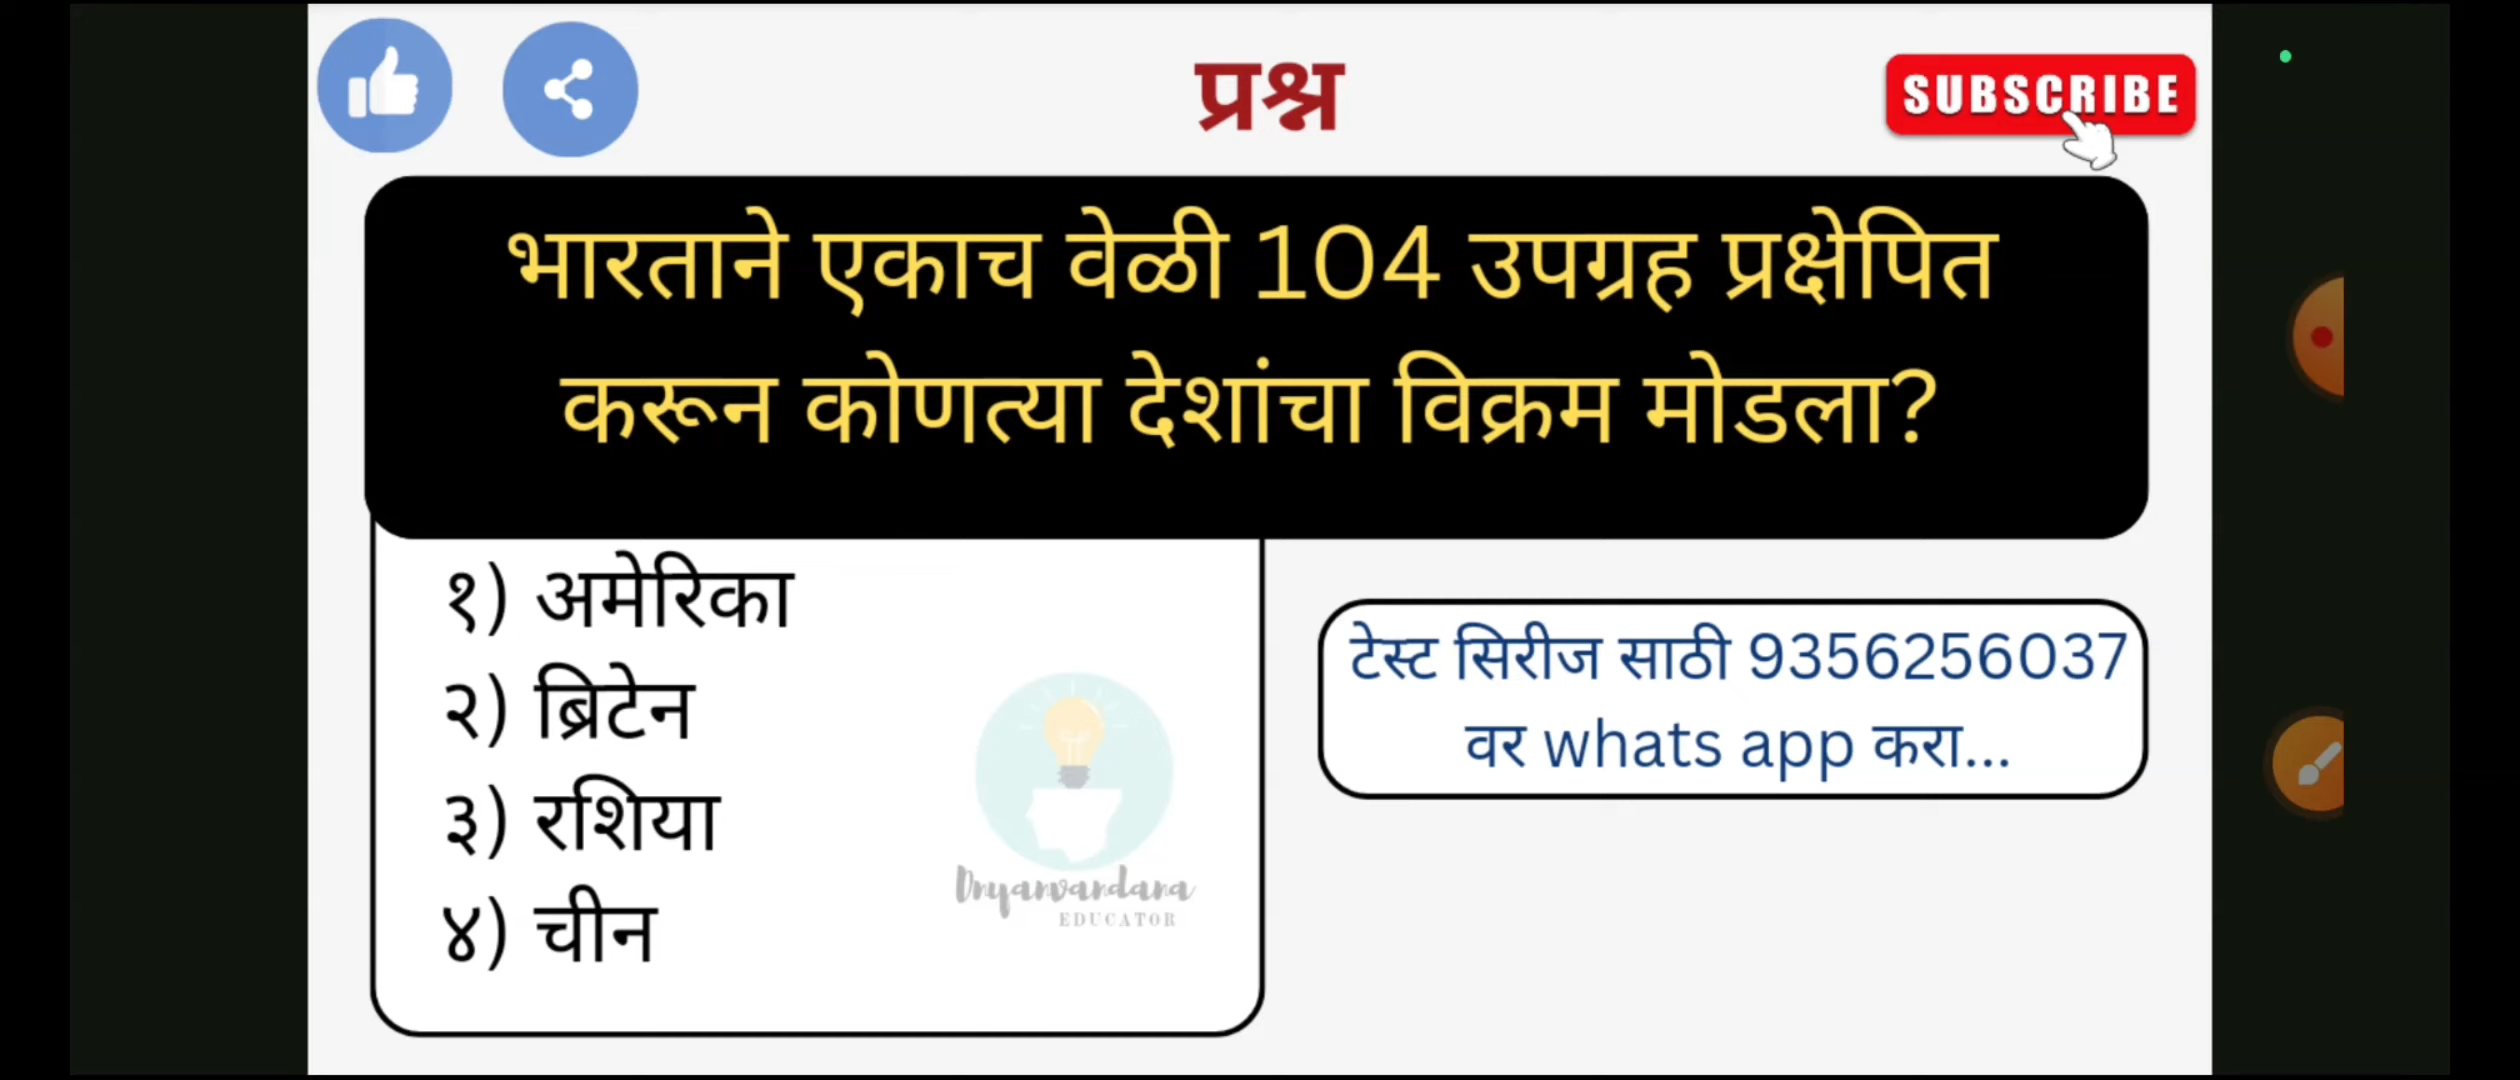 प्रश्न
SUBSCRIBE
भारताने एकाच वेळी 104 उपग्रह प्रक्षेपित
करून कोणत्या देशांचा विक्रम मोडला?
१) अमेरिका
२) ब्रिटेन
३) रशिया
४) चीन
टेस्ट सिरीज साठी 9356256037
वर whats app करा...
Dnyanvandana
EDUCATOR